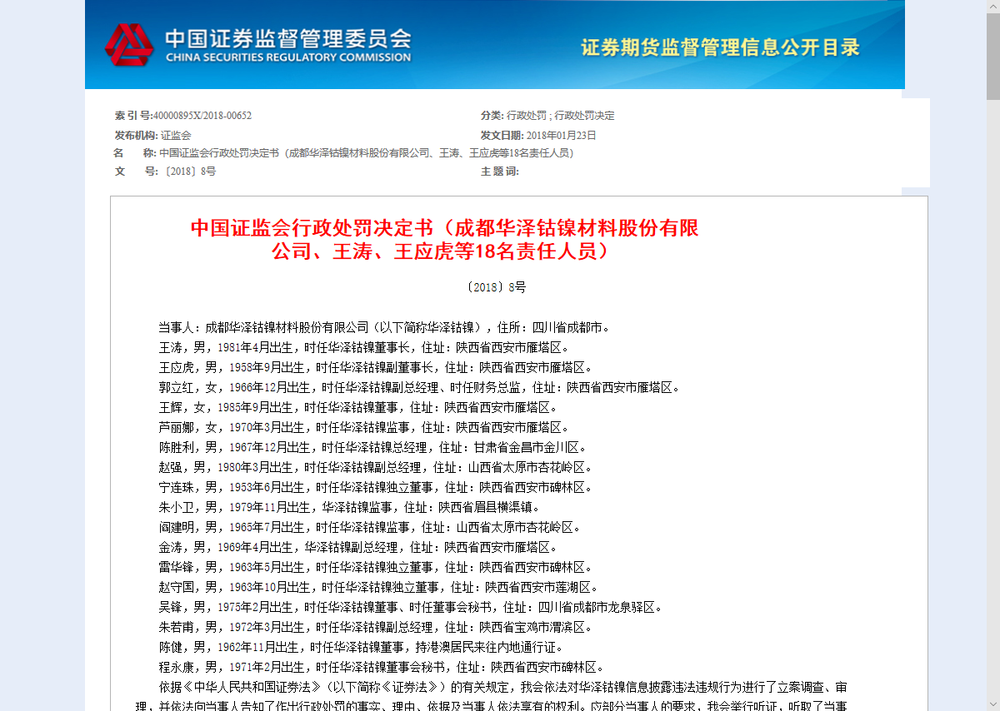 中国证券监督管理委员会
CHINA SECURITIES REGULATORY COMMISSION
证券期货监督管理信息公开目录
索 引 号:40000895X/2018-00652
分类: 行政处罚 ; 行政处罚决定
发布机构: 证监会
发文日期: 2018年01月23日
名 称: 中国证监会行政处罚决定书（成都华泽钴镍材料股份有限公司、王涛、王应虎等18名责任人员）
文 号: 〔2018〕8号
主 题 词:
中国证监会行政处罚决定书（成都华泽钴镍材料股份有限
公司、王涛、王应虎等18名责任人员）
〔2018〕8号
当事人：成都华泽钴镍材料股份有限公司（以下简称华泽钴镍），住所：四川省成都市。
王涛，男，1981年4月出生，时任华泽钴镍董事长，住址：陕西省西安市雁塔区。
王应虎，男，1958年9月出生，时任华泽钴镍副董事长，住址：陕西省西安市雁塔区。
郭立红，女，1966年12月出生，时任华泽钴镍副总经理、时任财务总监，住址：陕西省西安市雁塔区。
王辉，女，1985年9月出生，时任华泽钴镍董事，住址：陕西省西安市雁塔区。
芦丽娜，女，1970年3月出生，时任华泽钴镍监事，住址：陕西省西安市雁塔区。
陈胜利，男，1967年12月出生，时任华泽钴镍总经理，住址：甘肃省金昌市金川区。
赵强，男，1980年3月出生，时任华泽钴镍副总经理，住址：山西省太原市杏花岭区。
宁连珠，男，1953年6月出生，时任华泽钴镍独立董事，住址：陕西省西安市碑林区。
朱小卫，男，1979年11月出生，华泽钴镍监事，住址：陕西省眉县横渠镇。
阎建明，男，1965年7月出生，时任华泽钴镍监事，住址：山西省太原市杏花岭区。
金涛，男，1969年4月出生，华泽钴镍副总经理，住址：陕西省西安市雁塔区。
雷华锋，男，1963年5月出生，时任华泽钴镍独立董事，住址：陕西省西安市碑林区。
赵守国，男，1963年10月出生，时任华泽钴镍独立董事，住址：陕西省西安市莲湖区。
吴锋，男，1975年2月出生，时任华泽钴镍董事、时任董事会秘书，住址：四川省成都市龙泉驿区。
朱若甫，男，1972年3月出生，时任华泽钴镍副总经理，住址：陕西省宝鸡市渭滨区。
陈健，男，1962年11月出生，时任华泽钴镍董事，持港澳居民来往内地通行证。
程永康，男，1971年2月出生，时任华泽钴镍董事会秘书，住址：陕西省西安市碑林区。
依据《中华人民共和国证券法》（以下简称《证券法》）的有关规定，我会依法对华泽钴镍信息披露违法违规行为进行了立案调查、审
理，并依法向当事人告知了作出行政处罚的事实、理由、依据及当事人依法享有的权利。应部分当事人的要求，我会举行听证，听取了当事